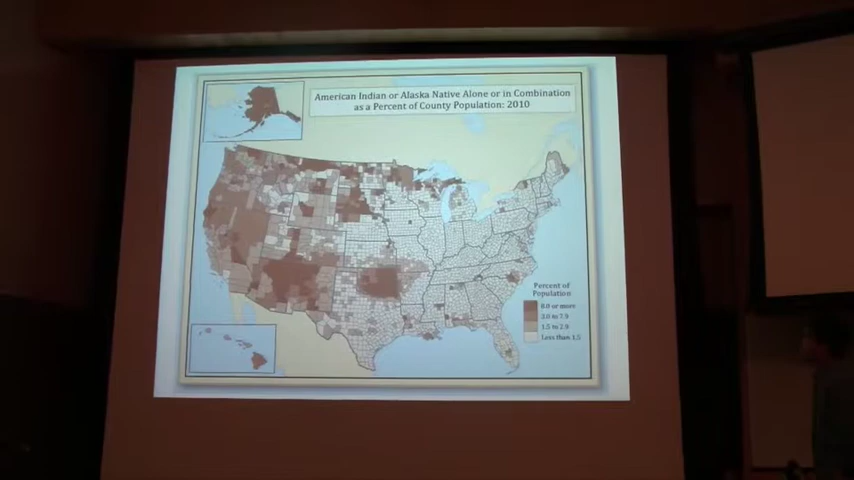 American Indian or Alaska Native Alone or in Combination
as a Percent of County Population: 2010
Percent of
Population
8.0 or more
3.0 to 7.9
1.5 to 2.9
Less than 1.5